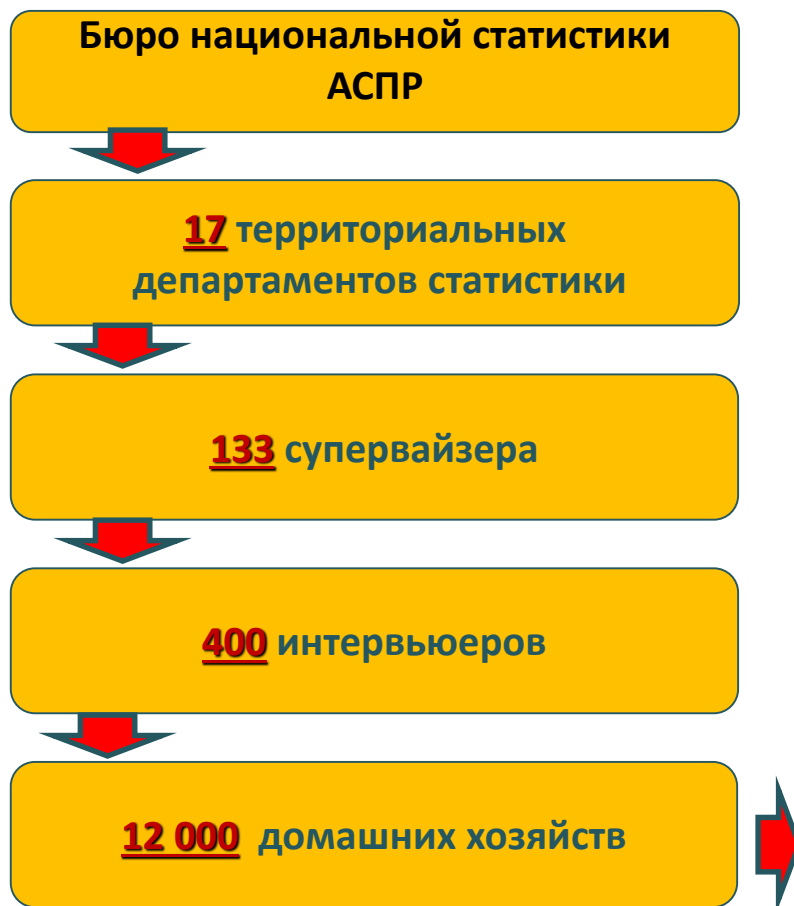 Бюро национальной статистики
АСПР
17 территориальных
департаментов статистики
133 супервайзера
400 интервьюеров
12 000 домашних хозяйств